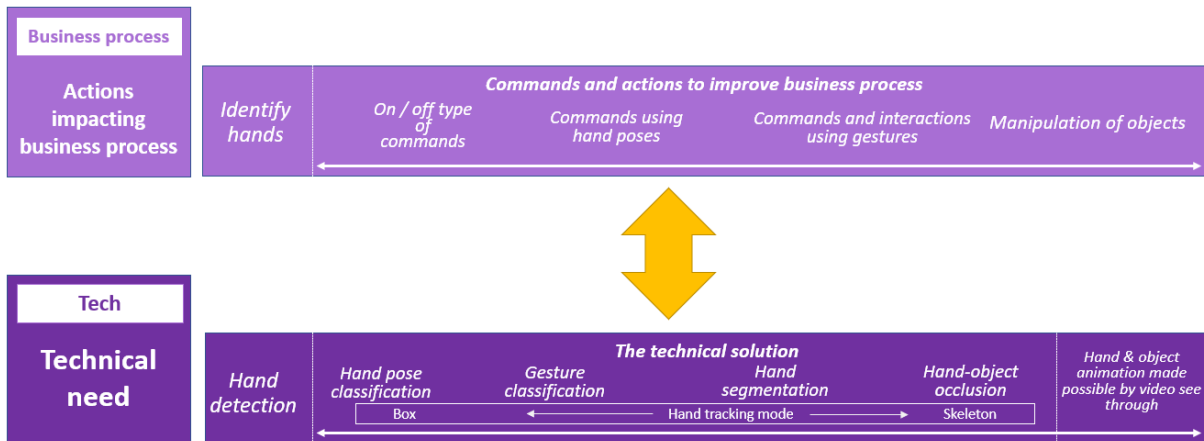 Business process
Actions
impacting
business process
Identify
hands
Commands and actions to improve business process
On / off type
of
commands
Commands using
hand poses
Commands and interactions
using gestures
Manipulation of objects
Tech
Technical
need
Hand
detection
The technical solution
Hand pose
classification
Gesture
classification
Hand
segmentation
Hand-object
occlusion
Box
Hand tracking mode
Skeleton
Hand & object
animation made
possible by video see
through